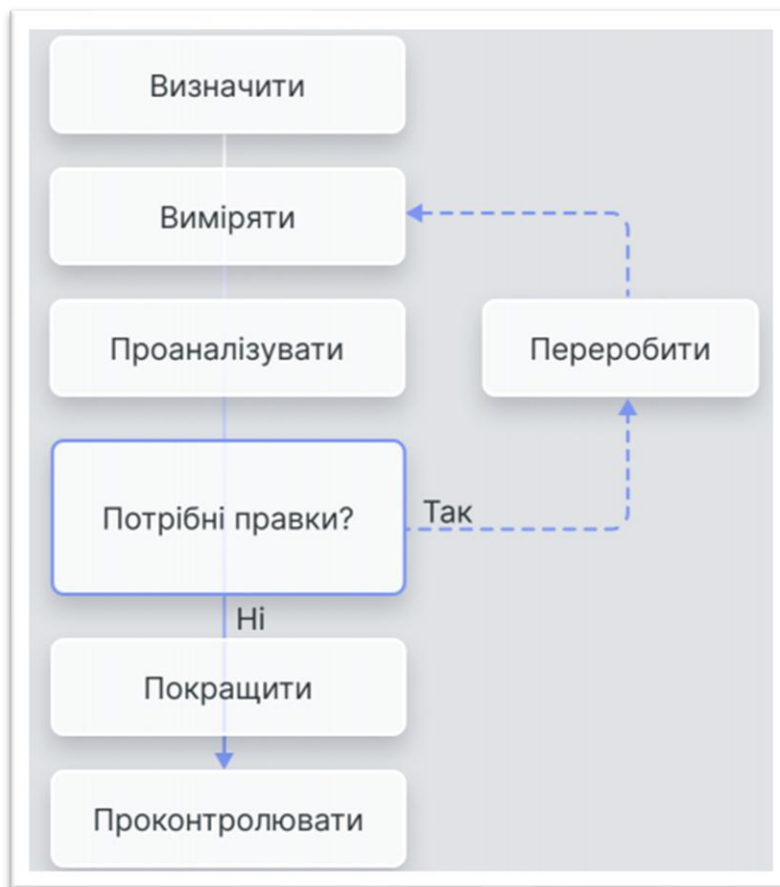 Визначити
Виміряти
Проаналізувати
Переробити
Потрібні правки?
Так
Ні
Покращити
Проконтролювати